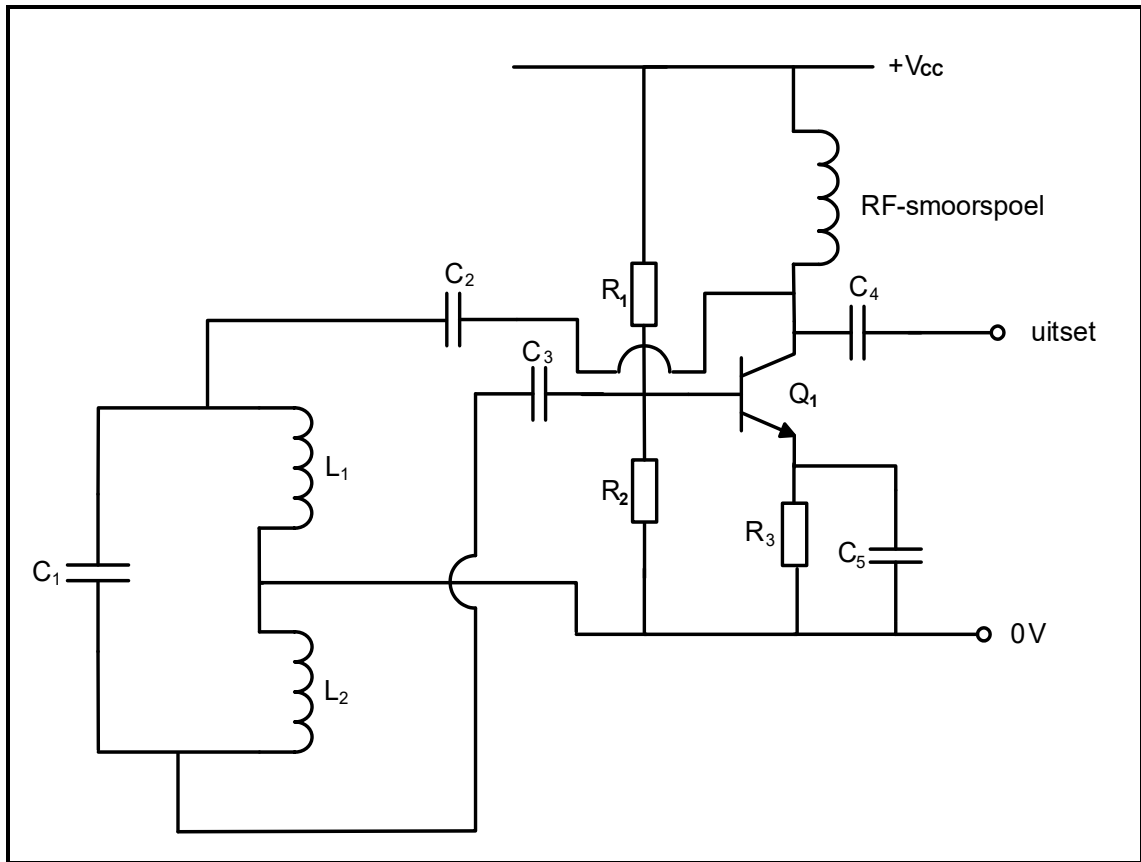 +Vcc
RF-smoorspoel
C₂
R₁
C₄
uitset
C₃
Q₁
L₁
R₂
R₃
C₅
C₁
0V
L₂